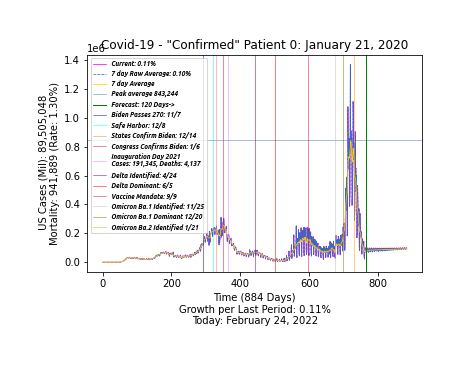 Covid-19 - "Confirmed" Patient 0: January 21, 2020
1e6
1.4
1.2
1.0
0.8
0.6
0.4
0.2
0.0
US Cases (Mil): 89,505,048
Mortality: 941,889 (Rate: 1.30%)
Current: 0.11%
7 day Raw Average: 0.10%
7 day Average
Peak average 843,244
Forecast: 120 Days->
Biden Passes 270: 11/7
Safe Harbor: 12/8
States Confirm Biden: 12/14
Congress Confirms Biden: 1/6
Inauguration Day 2021
Cases: 191,345, Deaths: 4,137
Delta Identified: 4/24
Delta Dominant: 6/5
Vaccine Mandate: 9/9
Omicron Ba.1 Identified: 11/25
Omicron Ba.1 Dominant 12/20
Omicron Ba.2 Identified 1/21
0 200 400 600 800
Time (884 Days)
Growth per Last Period: 0.11%
Today: February 24, 2022